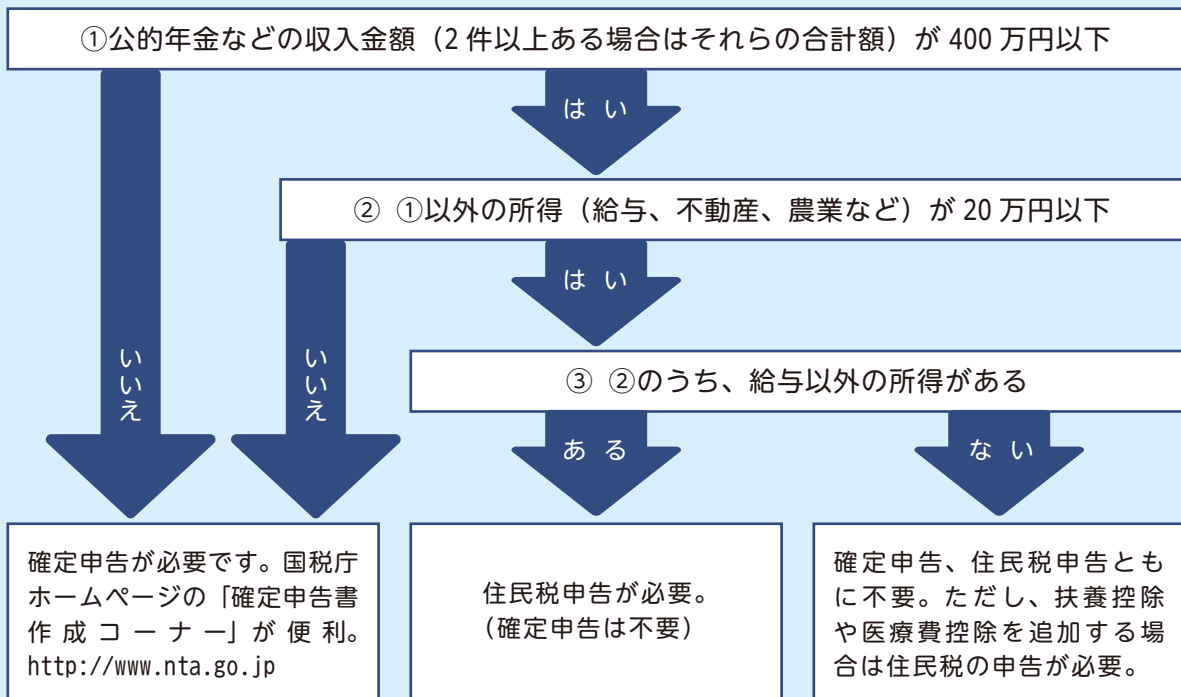 ①公的年金などの収入金額（2件以上ある場合はそれらの合計額）が400万円以下
はい
② ①以外の所得（給与、不動産、農業など）が20万円以下
はい
いいえ
いいえ
③ ②のうち、給与以外の所得がある
ある
ない
確定申告が必要です。国税庁
ホームページの「確定申告書
作成コーナー」が便利。
http://www.nta.go.jp
住民税申告が必要。
（確定申告は不要）
確定申告、住民税申告とも
に不要。ただし、扶養控除
や医療費控除を追加する場
合は住民税の申告が必要。